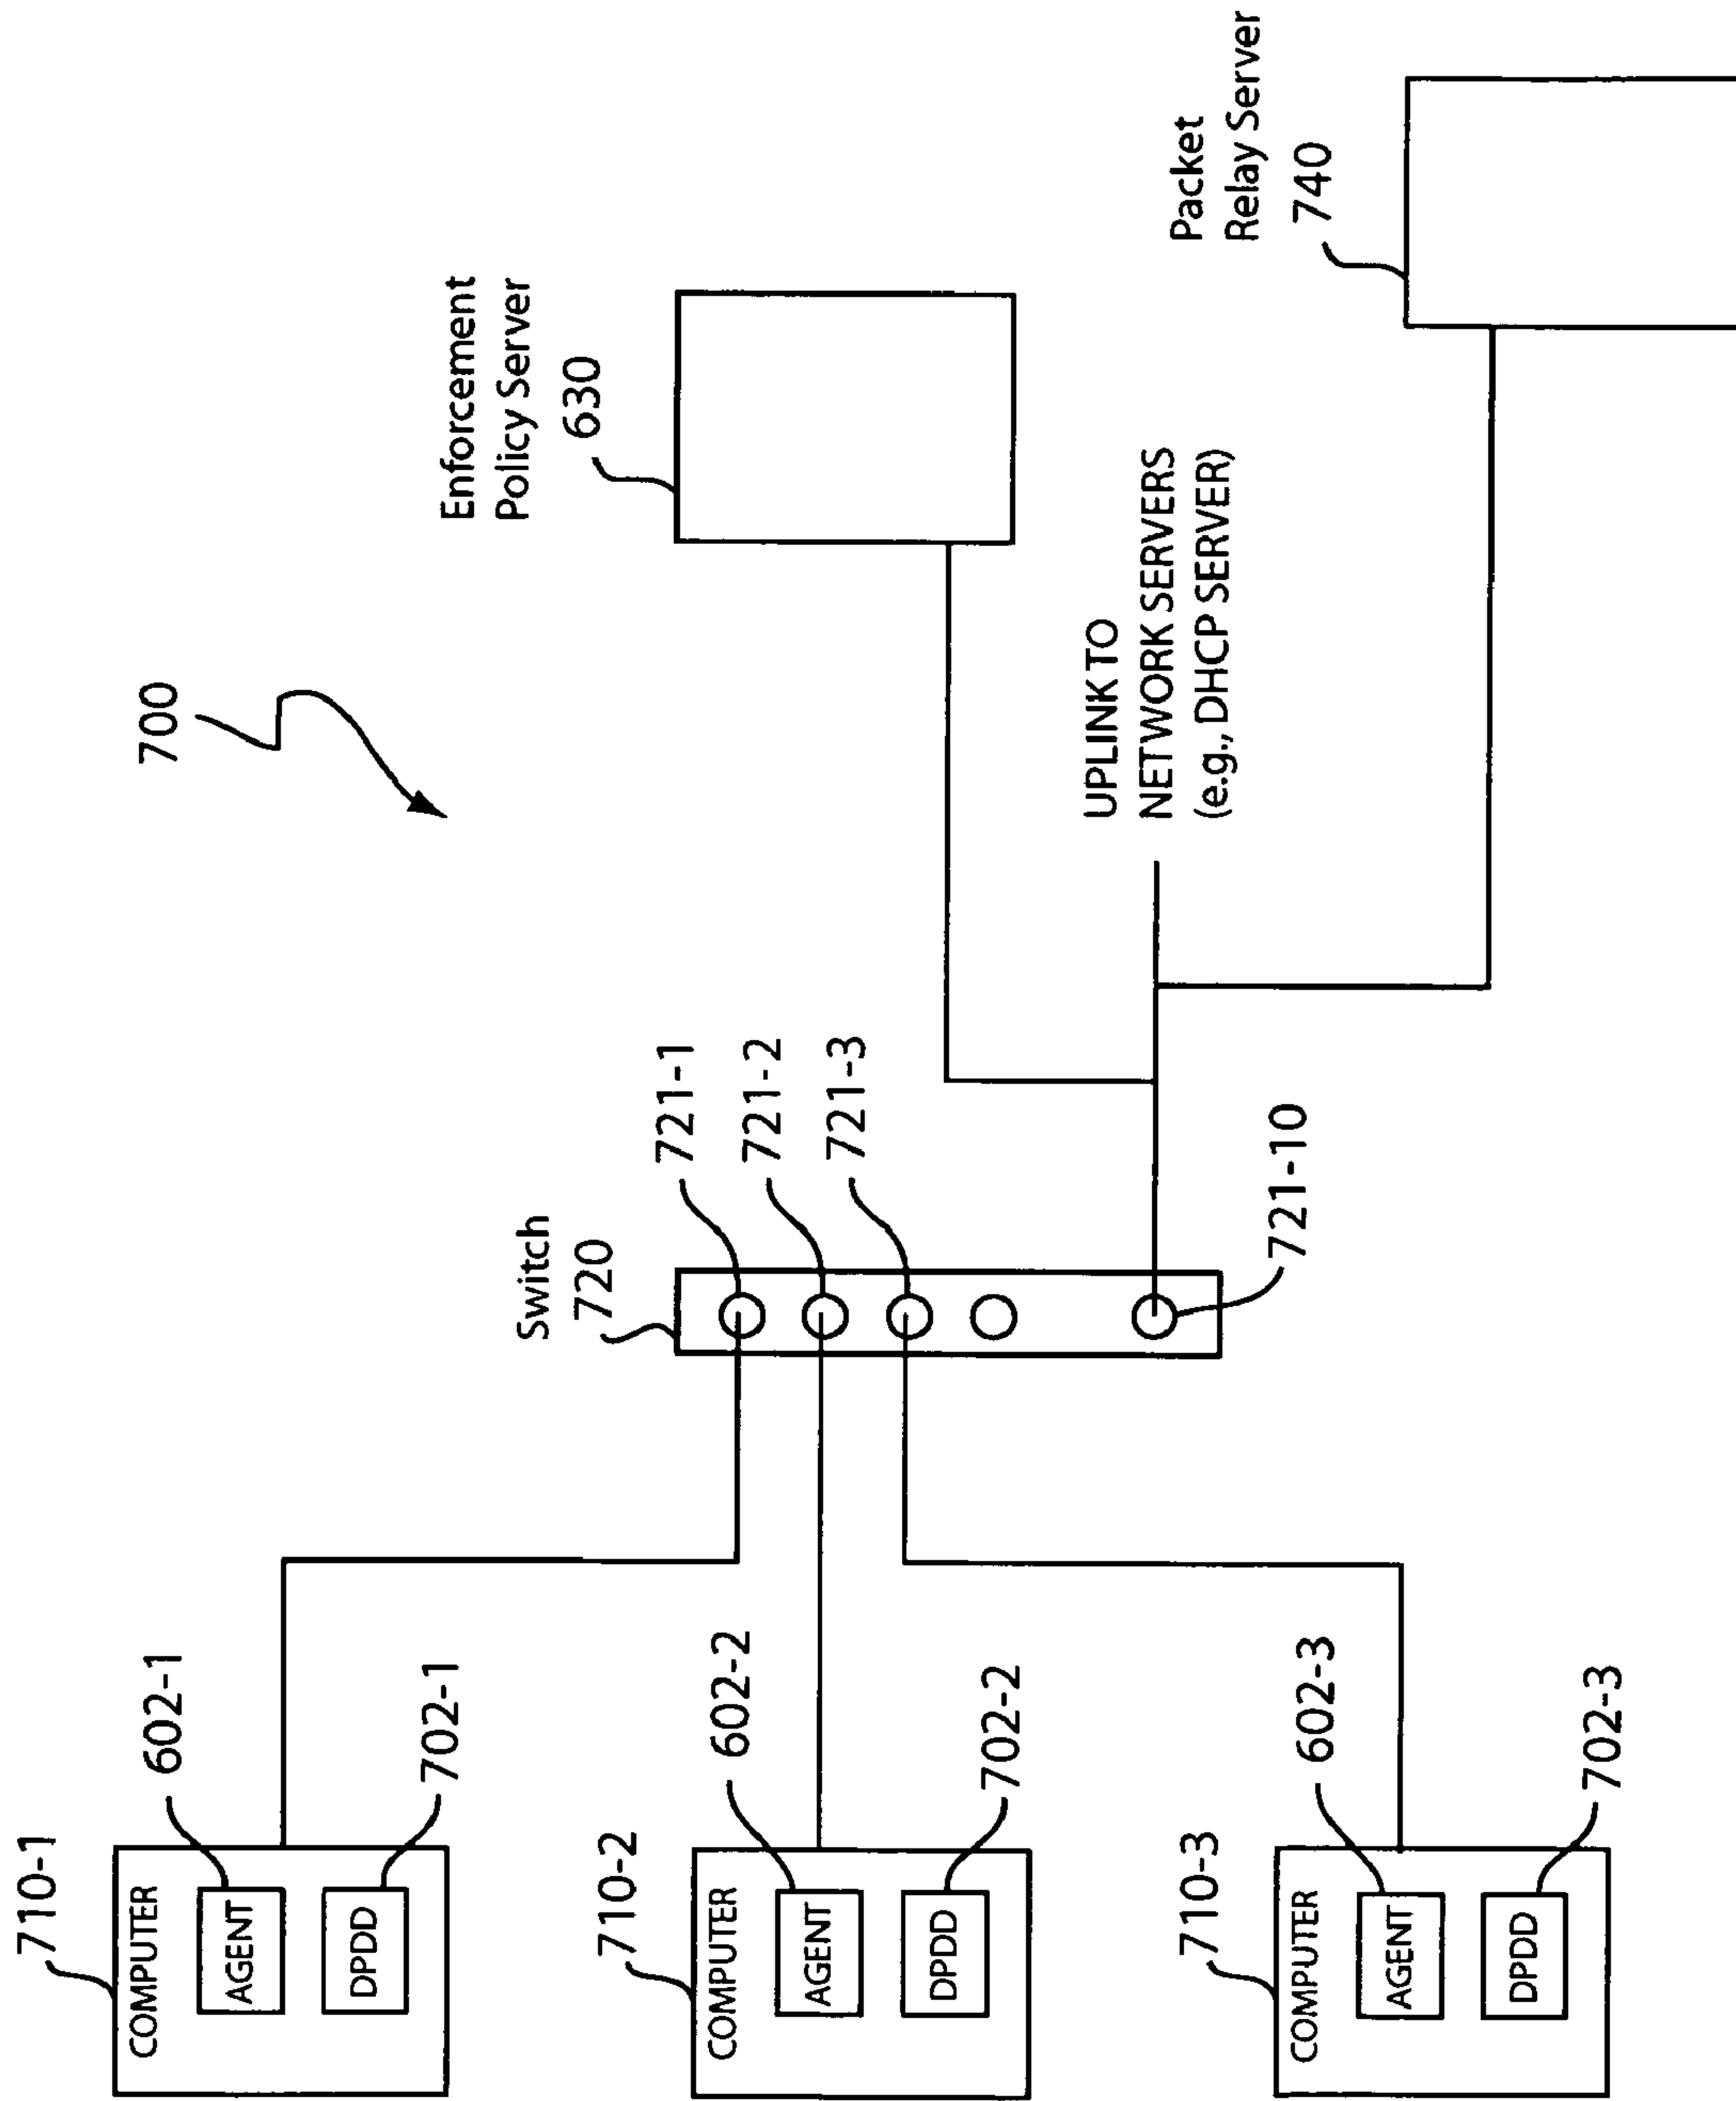 700
710-1
COMPUTER
AGENT
DPDD
602-1
702-1
710-2
COMPUTER
AGENT
DPDD
602-2
702-2
710-3
COMPUTER
AGENT
DPDD
602-3
702-3
Switch
720
721-1
721-2
721-3
721-10
Enforcement
Policy Server
630
UPLINK TO
NETWORK SERVERS
(e.g., DHCP SERVER)
Packet
Relay Server
740